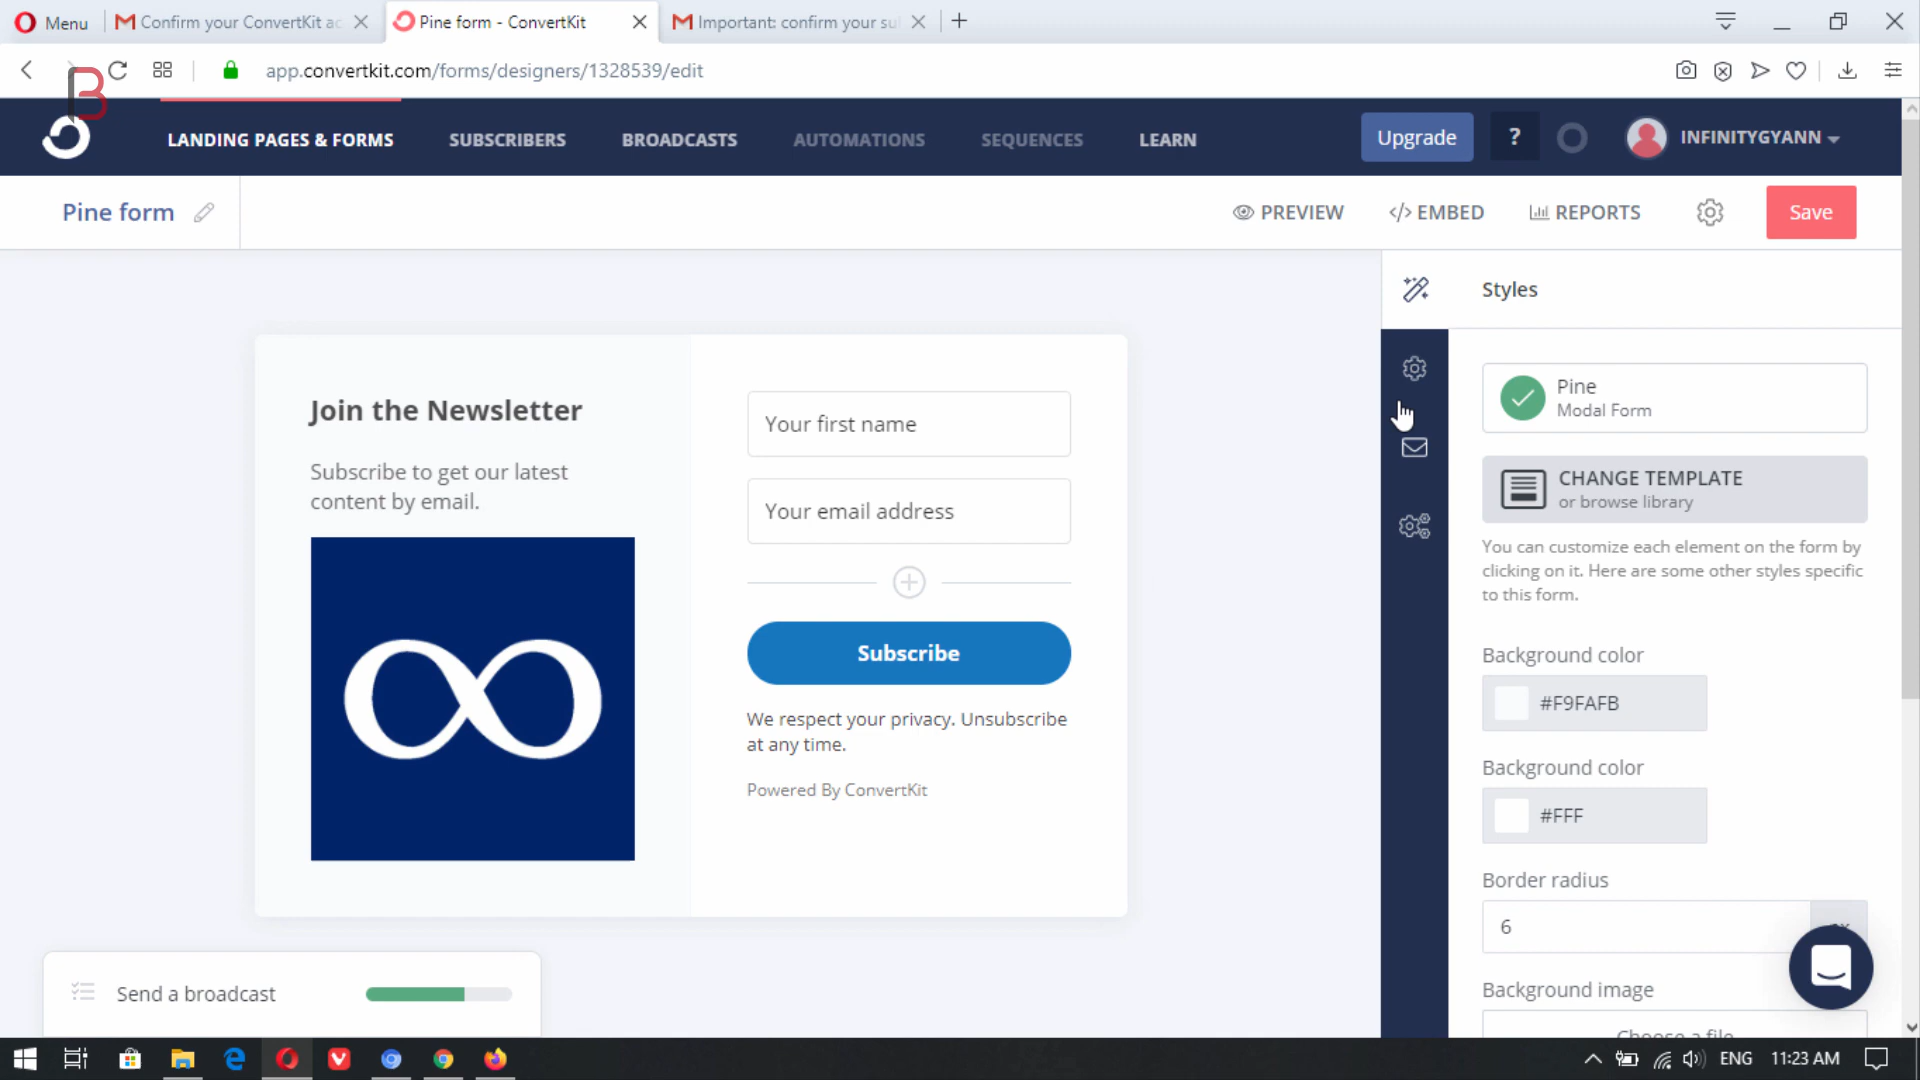 Menu
Confirm your ConvertKit ac
Pine form - ConvertKit
Important: confirm your su
app.convertkit.com/forms/designers/1328539/edit
LANDING PAGES & FORMS
SUBSCRIBERS
BROADCASTS
AUTOMATIONS
SEQUENCES
LEARN
Upgrade
?
INFINITYGYANN
Pine form
PREVIEW
</> EMBED
REPORTS
Save
Styles
Pine
Modal Form
CHANGE TEMPLATE
or browse library
You can customize each element on the form by
clicking on it. Here are some other styles specific
to this form.
Background color
#F9FAFB
Background color
#FFF
Border radius
6
Background image
Choose a file
Join the Newsletter
Subscribe to get our latest
content by email.
Your first name
Your email address
Subscribe
We respect your privacy. Unsubscribe
at any time.
Powered By ConvertKit
Send a broadcast
ENG
11:23 AM